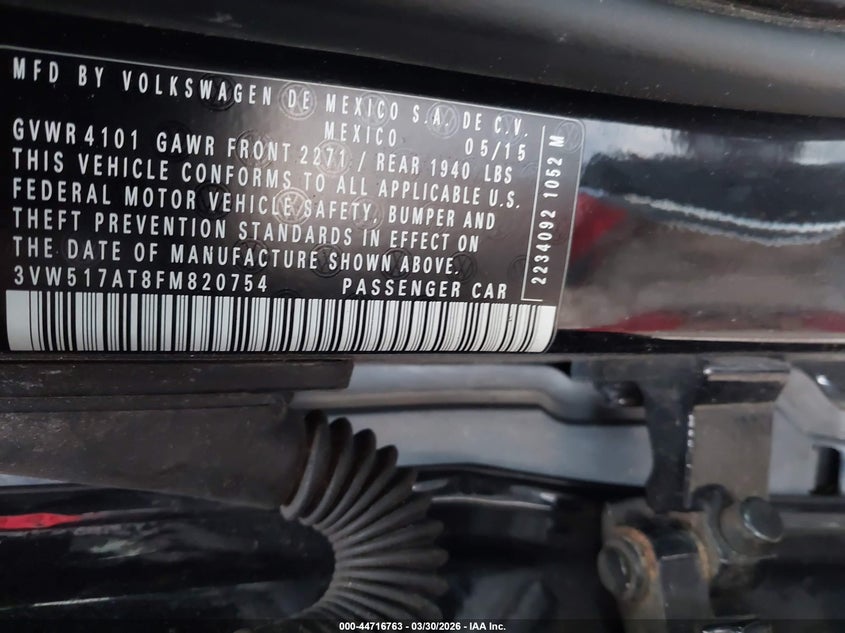 MFD BY VOLKSWAGEN DE MEXICO S.A. DE C.V.
MEXICO 05/15
GVWR 4101 GAWR FRONT 2271 / REAR 1940 LBS
THIS VEHICLE CONFORMS TO ALL APPLICABLE U.S.
FEDERAL MOTOR VEHICLE SAFETY, BUMPER AND
THEFT PREVENTION STANDARDS IN EFFECT ON
THE DATE OF MANUFACTURE SHOWN ABOVE.
3VW517AT8FM820754 PASSENGER CAR
2234092 1052 M
000-44716763 - 03/30/2026 - IAA Inc.